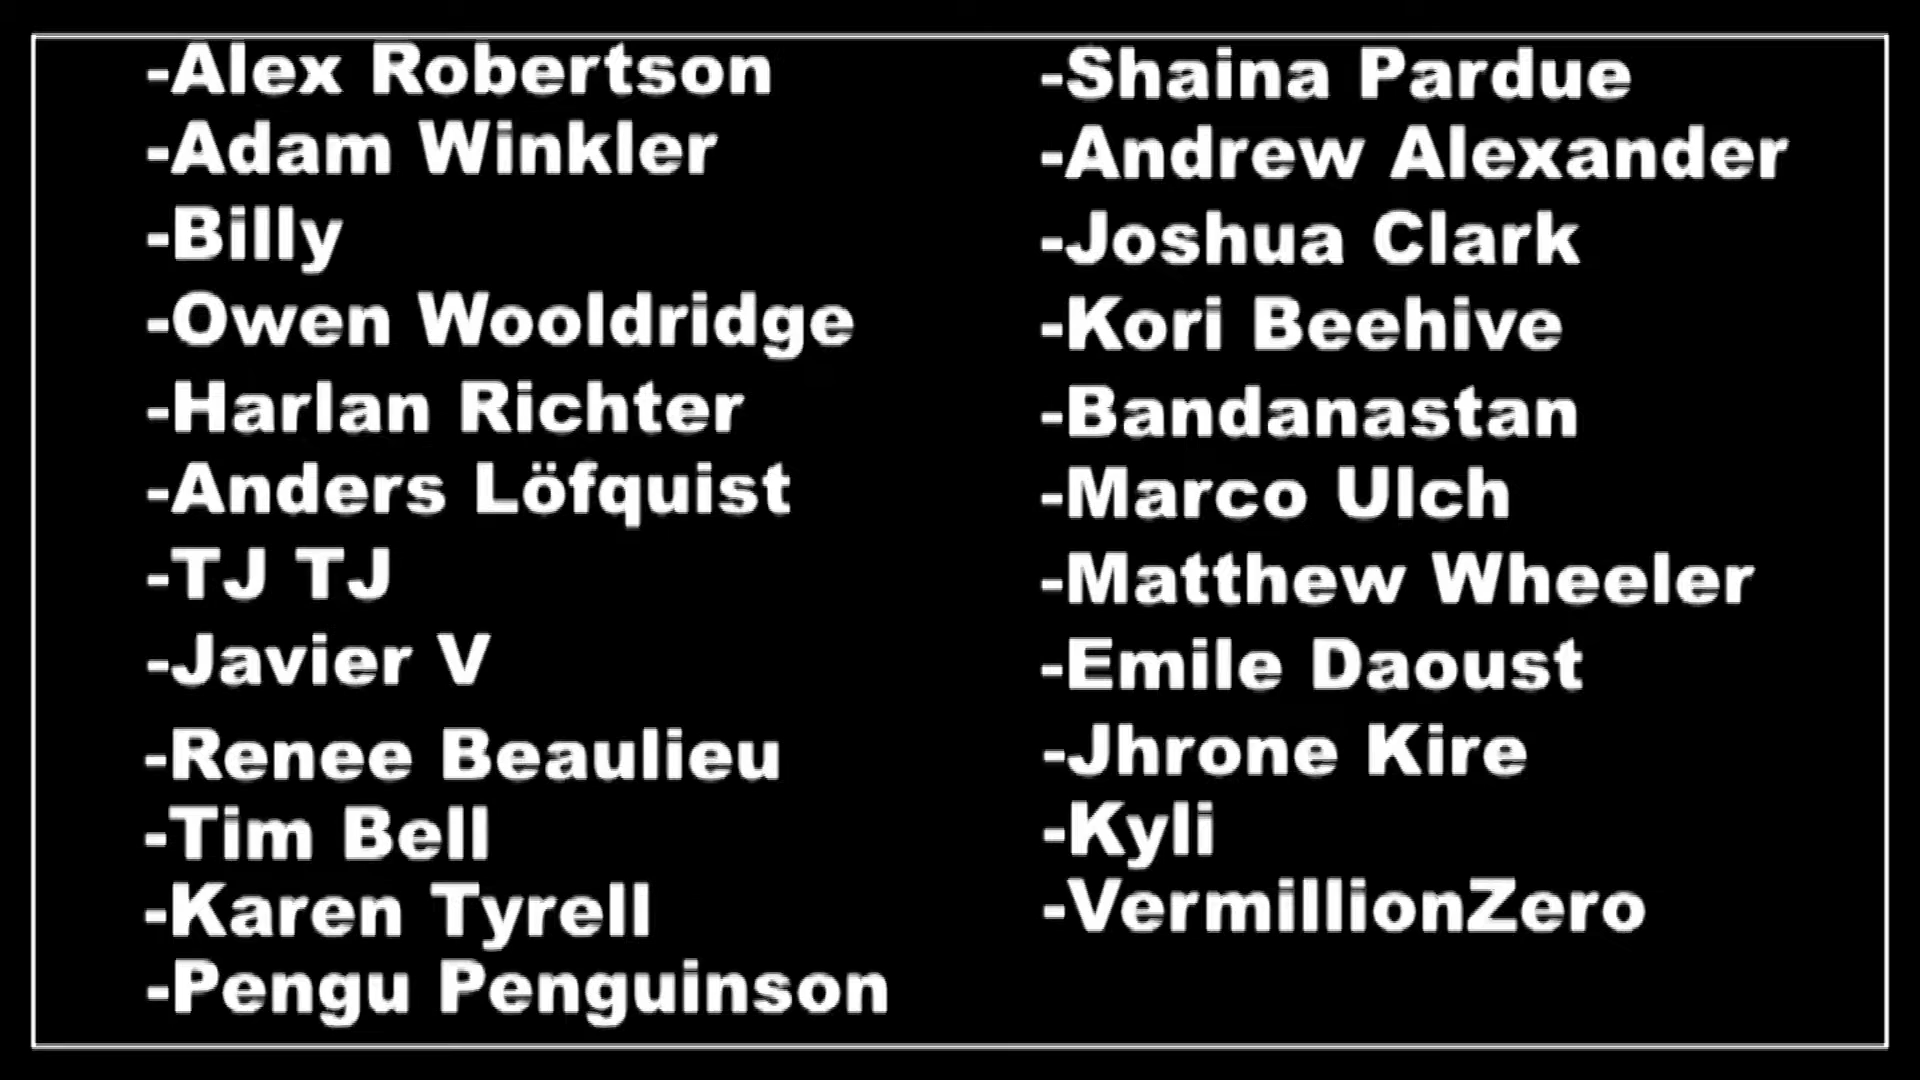 -Alex Robertson
-Adam Winkler
-Billy
-Owen Wooldridge
-Harlan Richter
-Anders Löfquist
-TJ TJ
-Javier V
-Renee Beaulieu
-Tim Bell
-Karen Tyrell
-Pengu Penguinson
-Shaina Pardue
-Andrew Alexander
-Joshua Clark
-Kori Beehive
-Bandanastan
-Marco Ulch
-Matthew Wheeler
-Emile Daoust
-Jhrone Kire
-Kyli
-VermillionZero